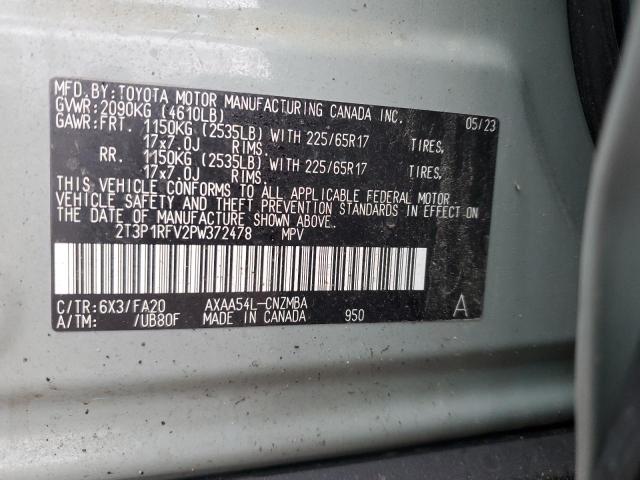 MFD. BY: TOYOTA MOTOR MANUFACTURING CANADA INC.
GVWR: 2090KG (4610LB) 05/23
GAWR: FRT. 1150KG (2535LB) WITH 225/65R17 TIRES.
17x7.0J RIMS
RR. 1150KG (2535LB) WITH 225/65R17 TIRES.
17x7.0J RIMS
THIS VEHICLE CONFORMS TO ALL APPLICABLE FEDERAL MOTOR
VEHICLE SAFETY AND THEFT PREVENTION STANDARDS IN EFFECT ON
THE DATE OF MANUFACTURE SHOWN ABOVE.
2T3P1RFV2PW372478 MPV
C/TR: 6X3/FA20 AXAA54L-CNZMBA A
A/TM: /UB80F MADE IN CANADA 950